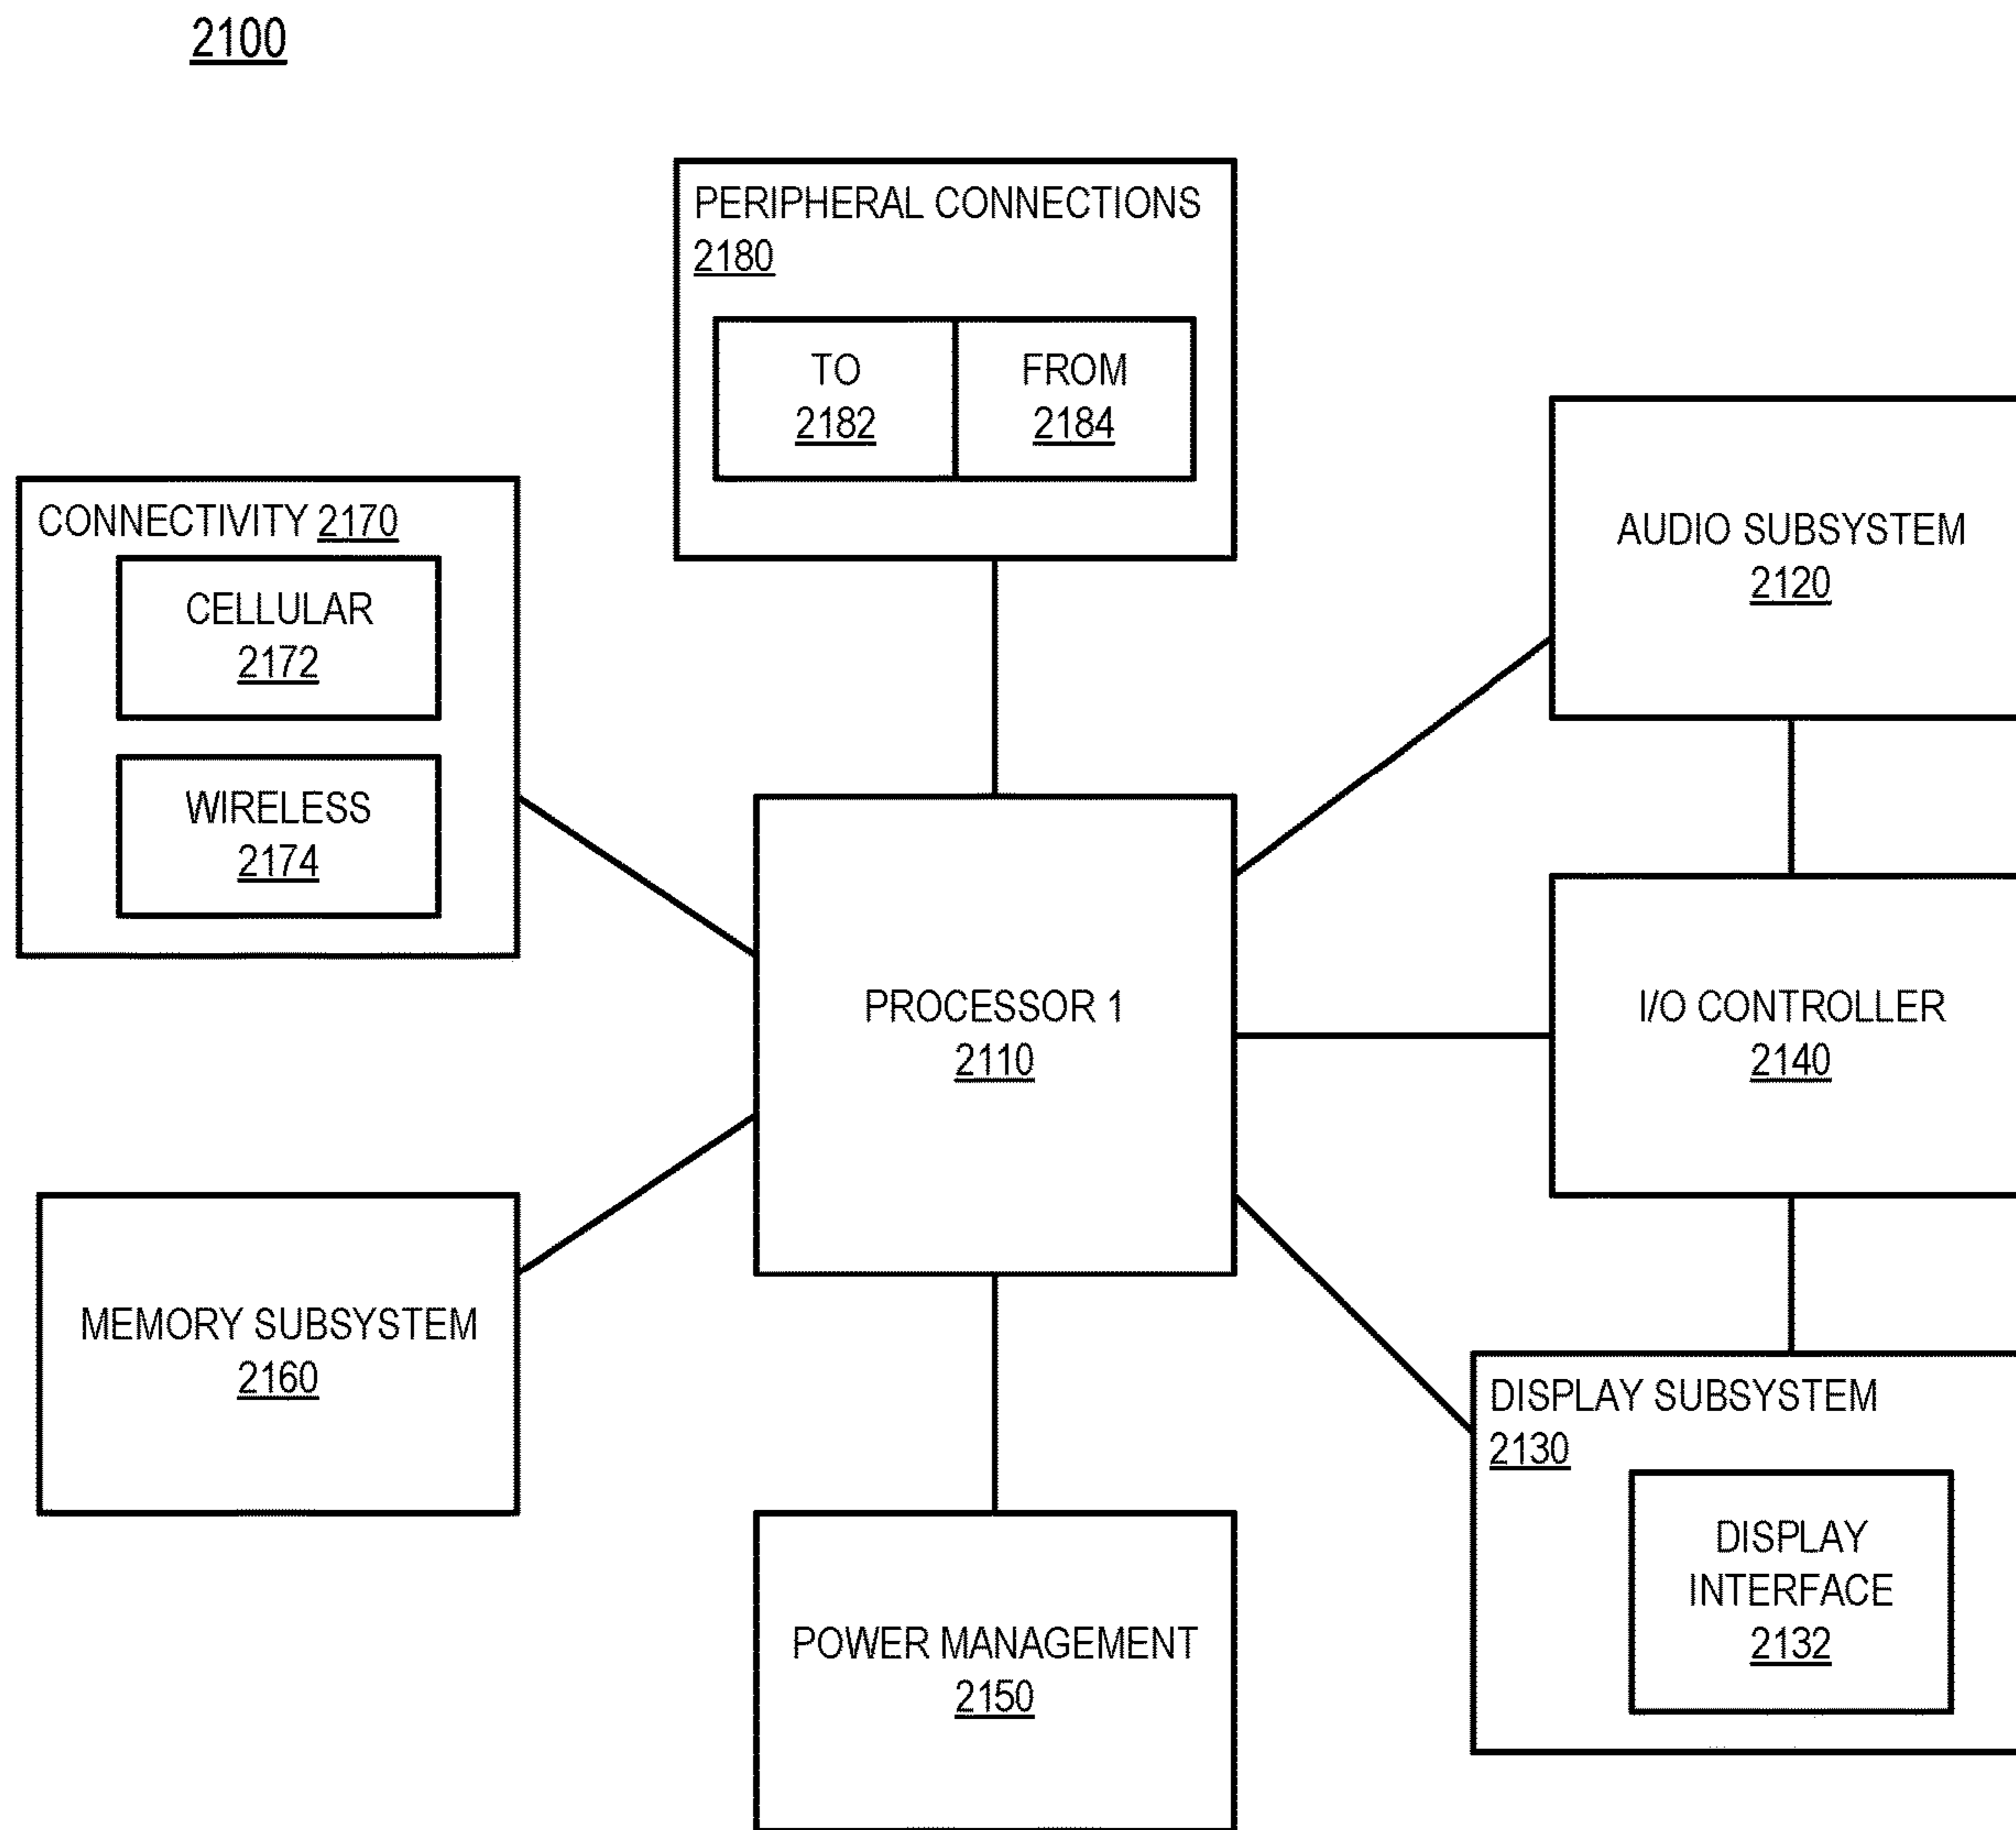 2100
PERIPHERAL CONNECTIONS
2180
TO
2182
FROM
2184
CONNECTIVITY 2170
CELLULAR
2172
WIRELESS
2174
AUDIO SUBSYSTEM
2120
PROCESSOR 1
2110
I/O CONTROLLER
2140
MEMORY SUBSYSTEM
2160
DISPLAY SUBSYSTEM
2130
DISPLAY
INTERFACE
2132
POWER MANAGEMENT
2150